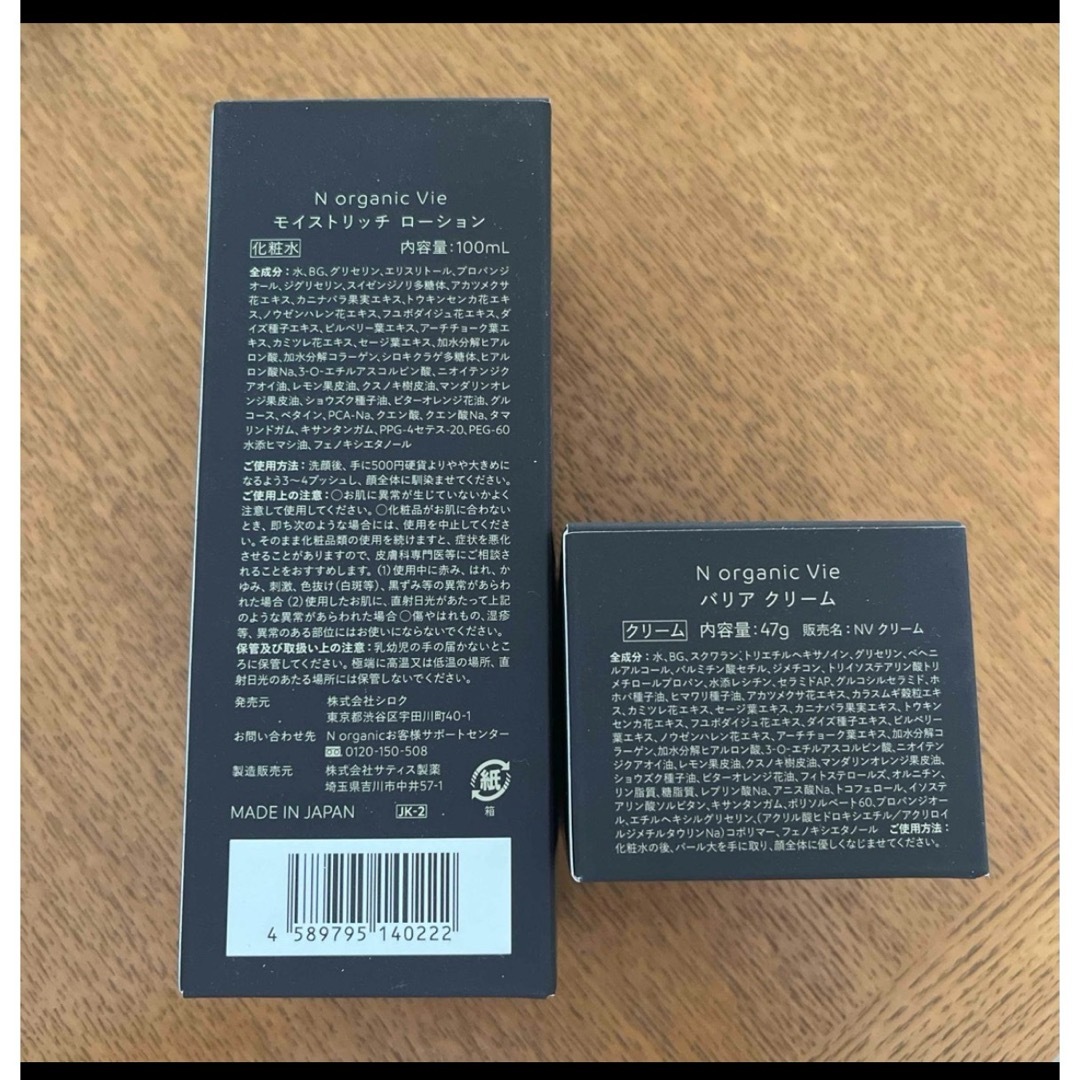 N organic Vie
モイストリッチ ローション
化粧水 内容量：100mL
全成分：水、BG、グリセリン、エリスリトール、プロパンジ
オール、ジグリセリン、スイゼンジノリ多糖体、アカツメクサ
花エキス、カニナバラ果実エキス、トウキンセンカ花エキ
ス、ノウゼンハレン花エキス、フユボダイジュ花エキス、ダ
イズ種子エキス、ビルベリー葉エキス、アーチチョーク葉エ
キス、カミツレ花エキス、セージ葉エキス、加水分解ヒアル
ロン酸、加水分解コラーゲン、シロキクラゲ多糖体、ヒアル
ロン酸Na、3-O-エチルアスコルビン酸、ニオイテンジク
アオイ油、レモン果皮油、クスノキ樹皮油、マンダリンオレ
ンジ果皮油、ショウズク種子油、ビターオレンジ花油、グル
コース、ベタイン、PCA-Na、クエン酸、クエン酸Na、タマ
リンドガム、キサンタンガム、PPG-4セテス-20、PEG-60
水添ヒマシ油、フェノキシエタノール
ご使用方法：洗顔後、手に500円硬貨よりやや大きめに
なるよう3〜4プッシュし、顔全体に馴染ませてください。
ご使用上の注意：○お肌に異常が生じていないかよく
注意して使用してください。○化粧品がお肌に合わない
とき、即ち次のような場合には、使用を中止してくださ
い。そのまま化粧品類の使用を続けますと、症状を悪化
させることがありますので、皮膚科専門医等にご相談さ
れることをおすすめします。(1)使用中に赤み、はれ、か
ゆみ、刺激、色抜け(白斑等)、黒ずみ等の異常があらわ
れた場合 (2)使用したお肌に、直射日光があたって上記
のような異常があらわれた場合 ○傷やはれもの、湿疹
等、異常のある部位にはお使いにならないでください。
保管及び取扱い上の注意：乳幼児の手の届かないとこ
ろに保管してください。極端に高温又は低温の場所、直
射日光のあたる場所には保管しないでください。
発売元 株式会社シロク
東京都渋谷区宇田川町40-1
お問い合わせ先 N organicお客様サポートセンター
0120-150-508
製造販売元 株式会社サティス製薬
埼玉県吉川市中井57-1
紙
箱
MADE IN JAPAN JK-2
4 589795 140222
N organic Vie
バリア クリーム
クリーム 内容量：47g 販売名：NV クリーム
全成分：水、BG、スクワラン、トリエチルヘキサノイン、グリセリン、ベヘニ
ルアルコール、パルミチン酸セチル、ジメチコン、トリイソステアリン酸トリ
メチロールプロパン、水添レシチン、セラミドAP、グルコシルセラミド、ホ
ホバ種子油、ヒマワリ種子油、アカツメクサ花エキス、カラスムギ穀粒エキ
ス、カミツレ花エキス、セージ葉エキス、カニナバラ果実エキス、トウキン
センカ花エキス、フユボダイジュ花エキス、ダイズ種子エキス、ビルベリー
葉エキス、ノウゼンハレン花エキス、アーチチョーク葉エキス、加水分解コ
ラーゲン、加水分解ヒアルロン酸、3-O-エチルアスコルビン酸、ニオイテン
ジクアオイ油、レモン果皮油、クスノキ樹皮油、マンダリンオレンジ果皮油、
ショウズク種子油、ビターオレンジ花油、フィトステロールズ、オルニチン、
リン脂質、糖脂質、レブリン酸Na、アニス酸Na、トコフェロール、イソステ
アリン酸ソルビタン、キサンタンガム、ポリソルベート60、プロパンジオー
ル、エチルヘキシルグリセリン、(アクリル酸ヒドロキシエチル/アクリロイ
ルジメチルタウリンNa)コポリマー、フェノキシエタノール ご使用方法：
化粧水の後、パール大を手に取り、顔全体に優しくなじませてください。